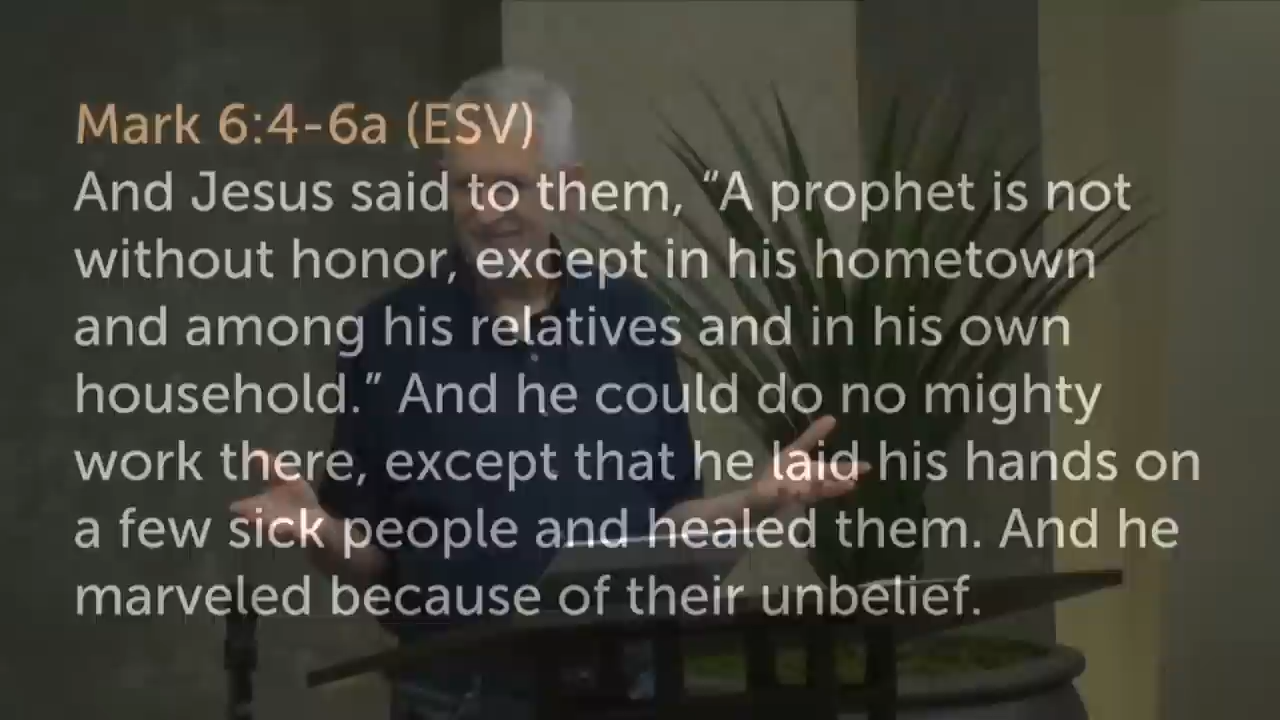 Mark 6:4-6a (ESV)
And Jesus said to them, “A prophet is not
without honor, except in his hometown
and among his relatives and in his own
household.” And he could do no mighty
work there, except that he laid his hands on
a few sick people and healed them. And he
marveled because of their unbelief.